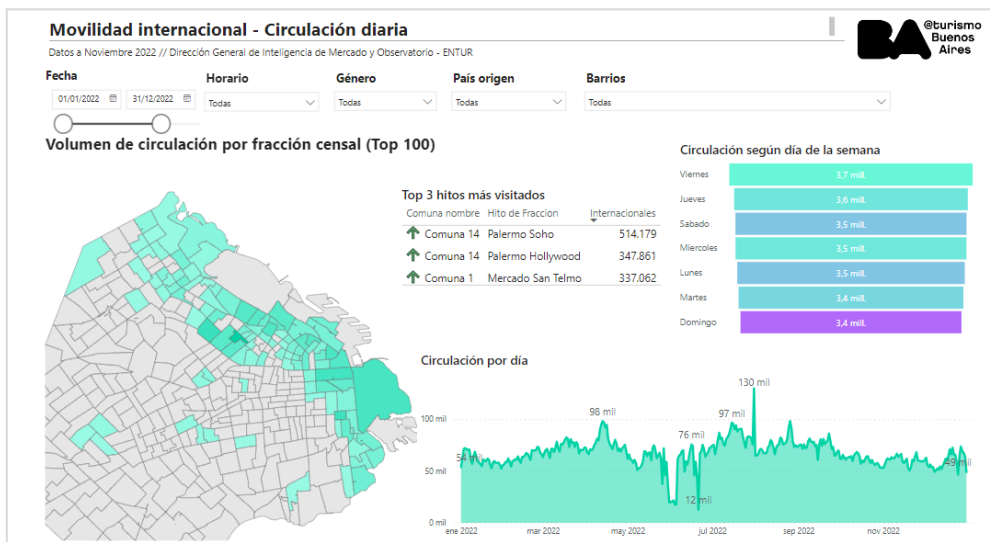 Movilidad internacional - Circulación diaria
Datos a Noviembre 2022 // Dirección General de Inteligencia de Mercado y Observatorio - ENTUR
BA
@turismo
Buenos
Aires
Fecha
01/01/2022 31/12/2022
Horario
Todas
Género
Todas
País origen
Todas
Barrios
Todas
Volumen de circulación por fracción censal (Top 100)
Top 3 hitos más visitados
Comuna nombre Hito de Fraccion Internacionales
Comuna 14 Palermo Soho 514.179
Comuna 14 Palermo Hollywood 347.861
Comuna 1 Mercado San Telmo 337.062
Circulación según día de la semana
Viernes 3,7 mill.
Jueves 3,6 mill.
Sabado 3,5 mill.
Miercoles 3,5 mill.
Lunes 3,5 mill.
Martes 3,4 mill.
Domingo 3,4 mill.
Circulación por día
130 mil
98 mil
97 mil
100 mil
76 mil
54 mil
49 mil
50 mil
12 mil
0 mil
ene 2022 mar 2022 may 2022 jul 2022 sep 2022 nov 2022